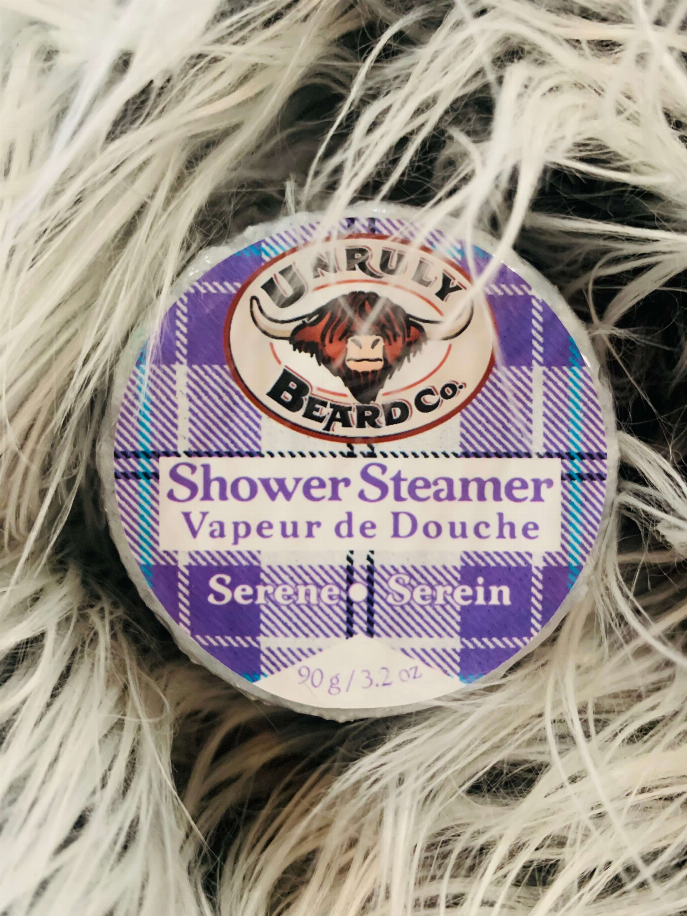 UNRULY
BEARD CO.
Shower Steamer
Vapeur de Douche
Serene • Serein
90 g / 3.2 oz